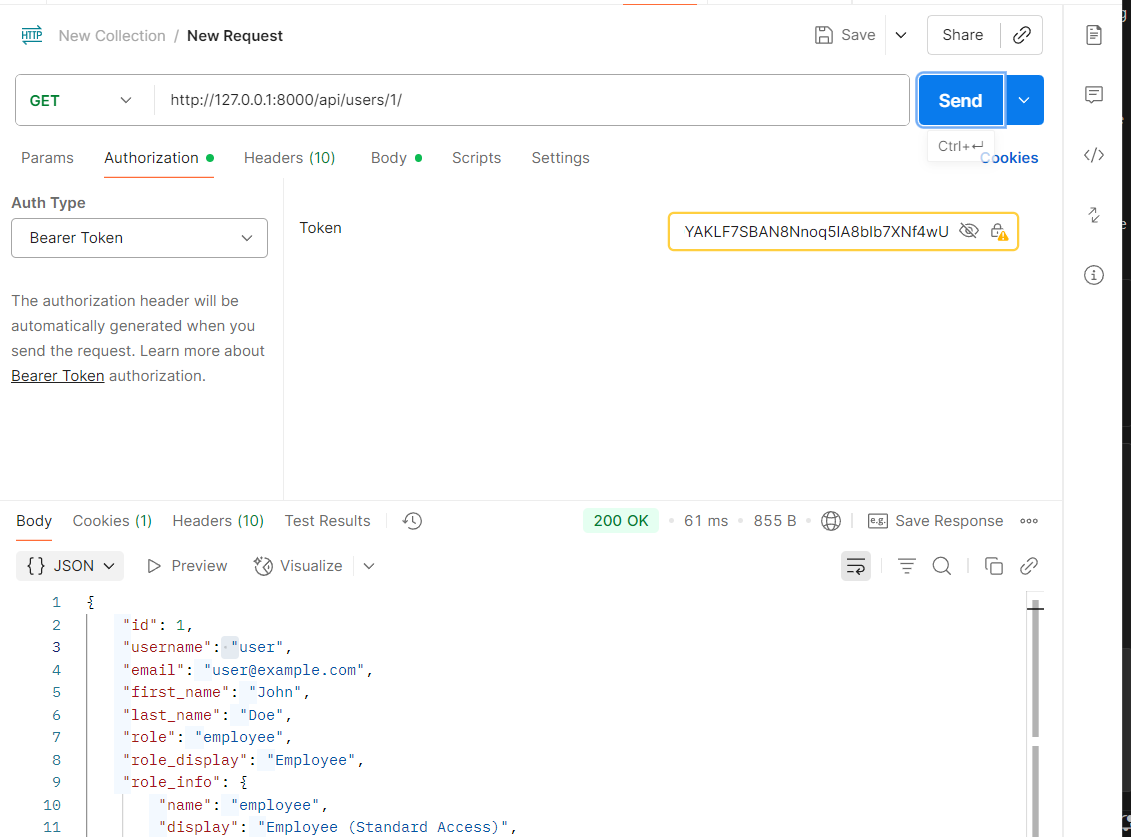 HTTP New Collection / New Request Save Share
GET http://127.0.0.1:8000/api/users/1/ Send
Ctrl+↵
Params Authorization Headers (10) Body Scripts Settings Cookies
Auth Type
Bearer Token
Token YAKLF7SBAN8Nnoq5IA8bIb7XNf4wU
The authorization header will be
automatically generated when you
send the request. Learn more about
Bearer Token authorization.
Body Cookies (1) Headers (10) Test Results 200 OK • 61 ms • 855 B • e.g. Save Response
{} JSON Preview Visualize
1 {
2 "id": 1,
3 "username": "user",
4 "email": "user@example.com",
5 "first_name": "John",
6 "last_name": "Doe",
7 "role": "employee",
8 "role_display": "Employee",
9 "role_info": {
10 "name": "employee",
11 "display": "Employee (Standard Access)",